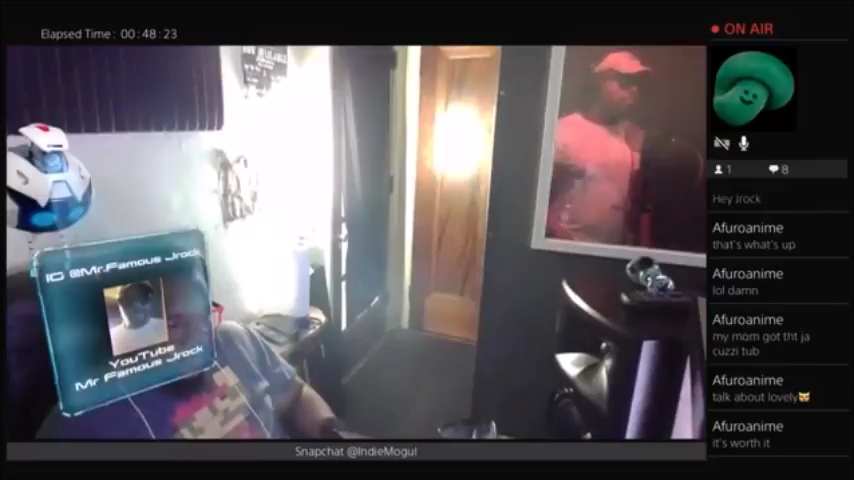 Elapsed Time: 00:48:23
ON AIR
1
8
Hey Jrock
Afuroanime
that's what's up
Afuroanime
lol damn
Afuroanime
my mom got tht ja
cuzzi tub
Afuroanime
talk about lovely😻
Afuroanime
it's worth it
IG @Mr.Famous Jrock
YouTube
Mr Famous Jrock
Snapchat @IndieMogul